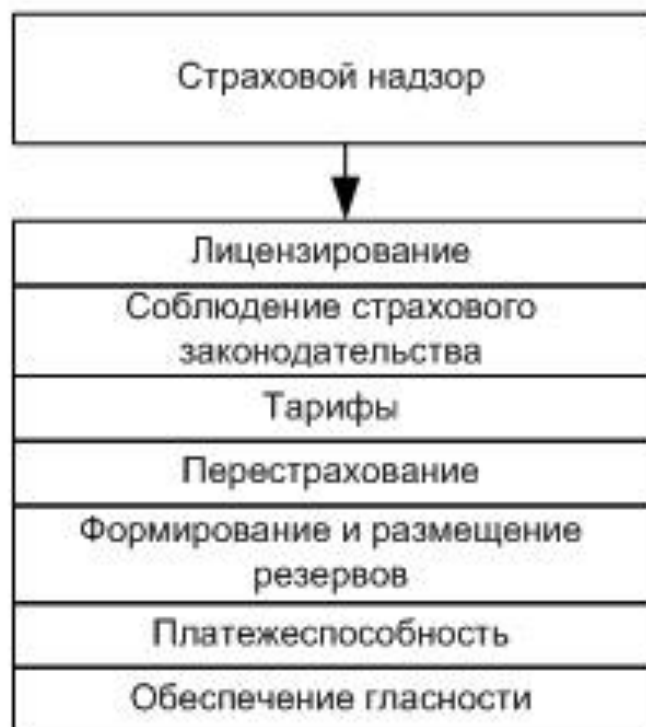 Страховой надзор
Лицензирование
Соблюдение страхового
законодательства
Тарифы
Перестрахование
Формирование и размещение
резервов
Платежеспособность
Обеспечение гласности